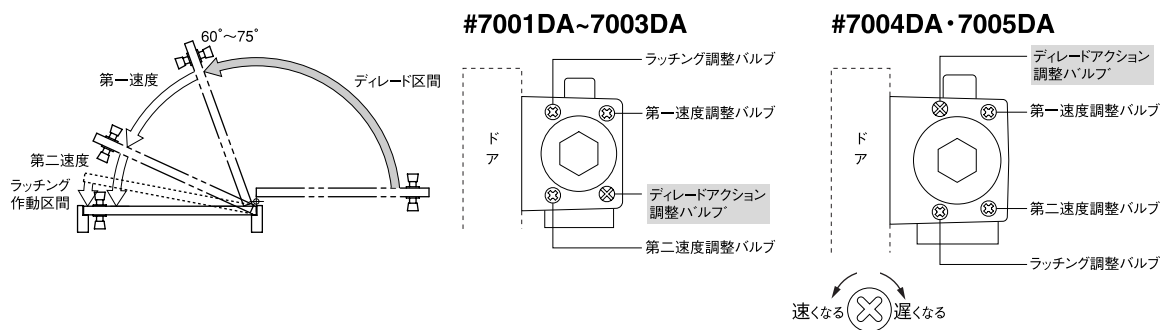 60˚～75˚
第一速度
ディレード区間
第二速度
ラッチング
作動区間
#7001DA~7003DA
ラッチング調整バルブ
第一速度調整バルブ
ドア
ディレードアクション
調整バルブ
第二速度調整バルブ
#7004DA・7005DA
ディレードアクション
調整バルブ
第一速度調整バルブ
ドア
第二速度調整バルブ
ラッチング調整バルブ
速くなる
遅くなる